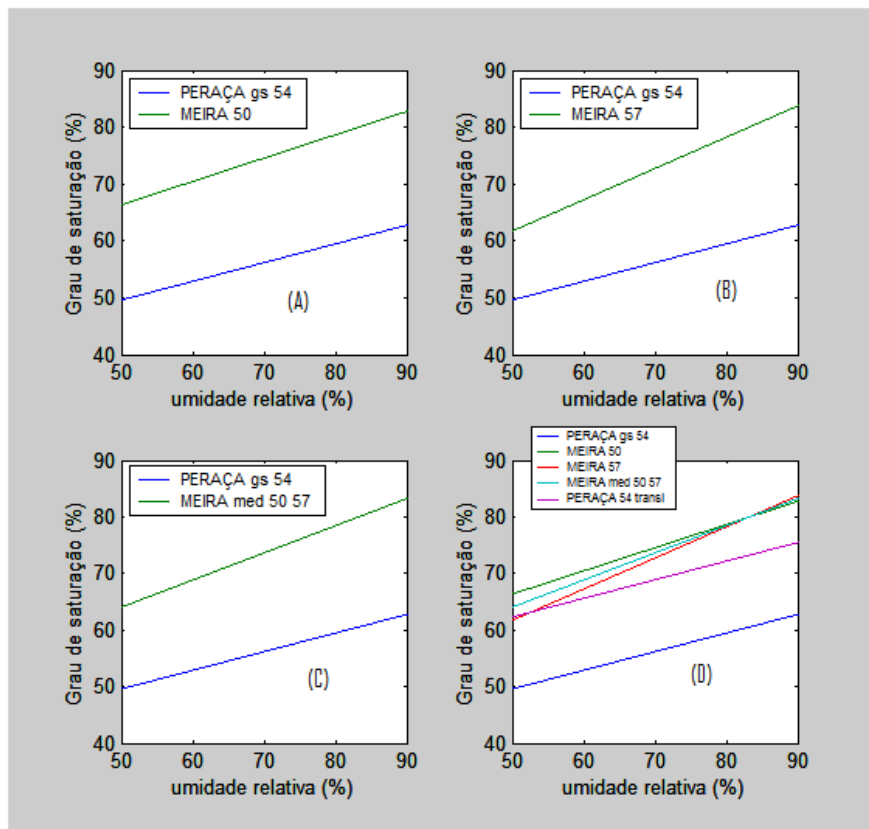 90
80
70
60
50
40
Grau de saturação (%)
PERAÇA gs 54
MEIRA 50
(A)
50 60 70 80 90
umidade relativa (%)
90
80
70
60
50
40
Grau de saturação (%)
PERAÇA gs 54
MEIRA 57
(B)
50 60 70 80 90
umidade relativa (%)
90
80
70
60
50
40
Grau de saturação (%)
PERAÇA gs 54
MEIRA med 50 57
(C)
50 60 70 80 90
umidade relativa (%)
90
80
70
60
50
40
Grau de saturação (%)
PERAÇA gs 54
MEIRA 50
MEIRA 57
MEIRA med 50 57
PERAÇA 54 transl
(D)
50 60 70 80 90
umidade relativa (%)